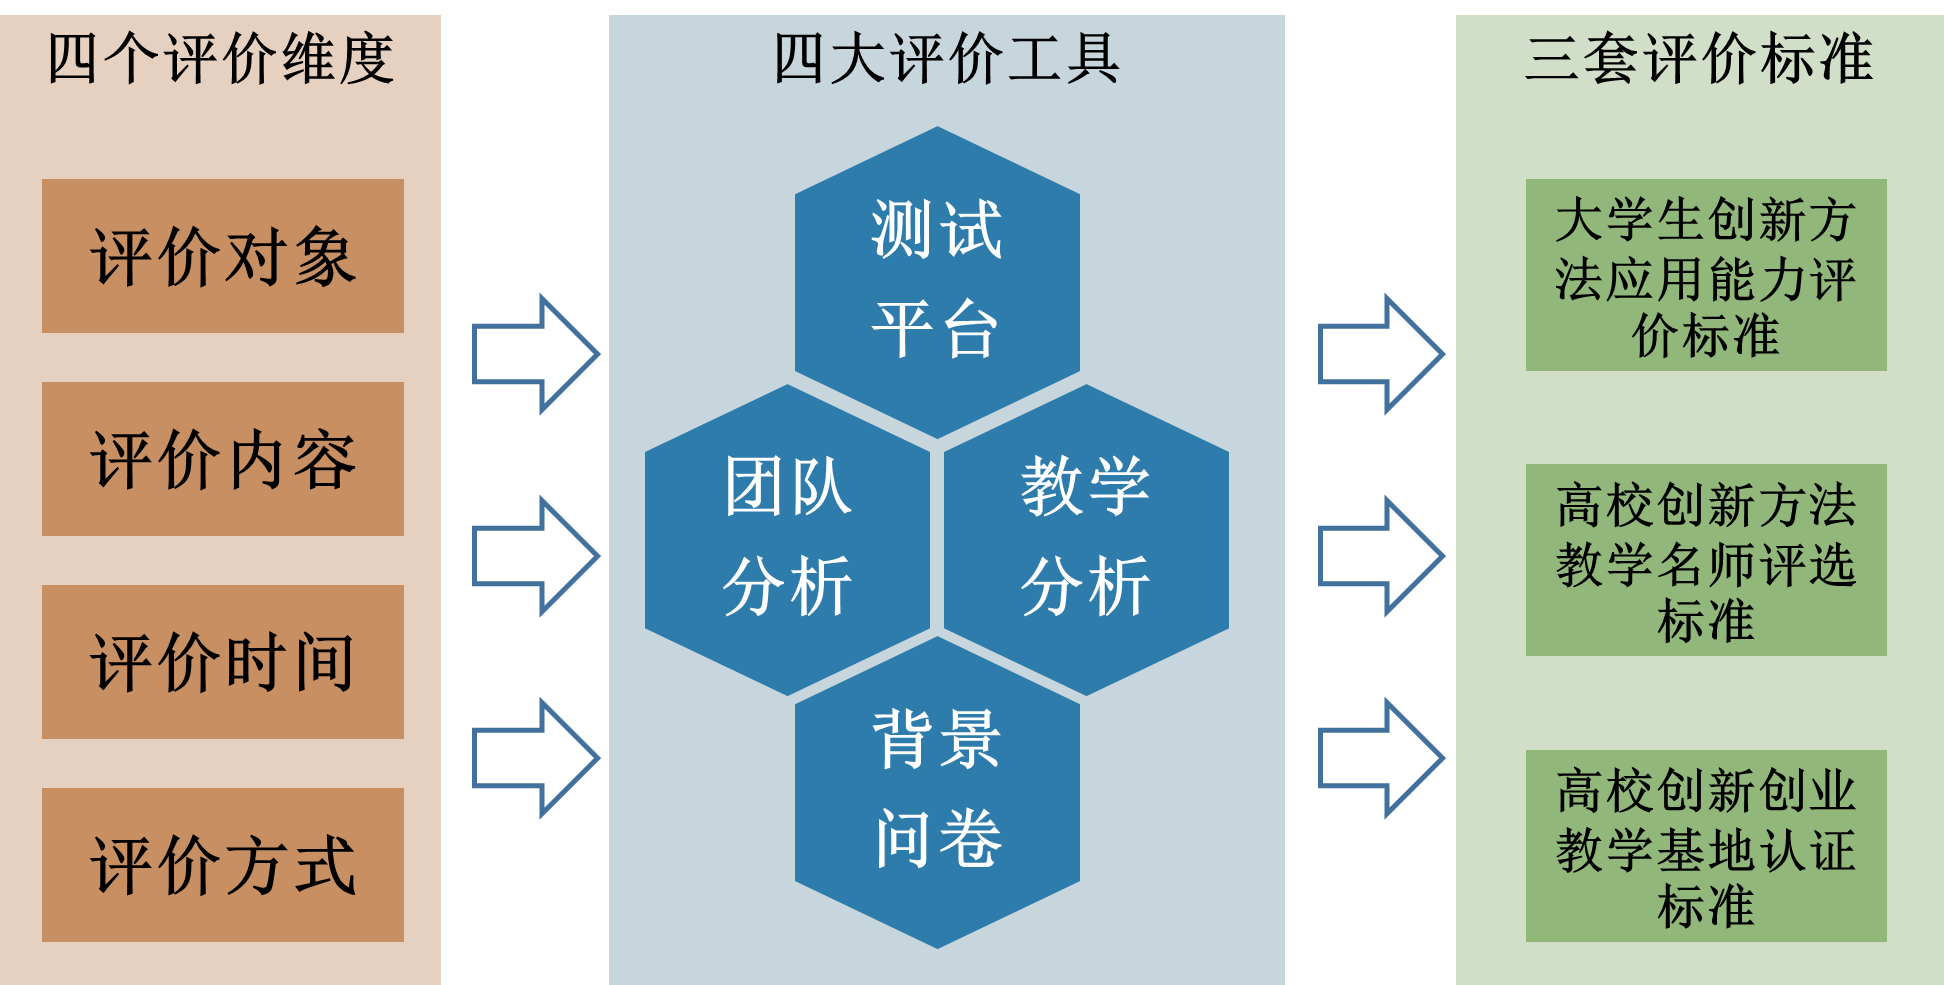 四个评价维度
评价对象
评价内容
评价时间
评价方式
四大评价工具
测试
平台
团队
分析
教学
分析
背景
问卷
三套评价标准
大学生创新方
法应用能力评
价标准
高校创新方法
教学名师评选
标准
高校创新创业
教学基地认证
标准